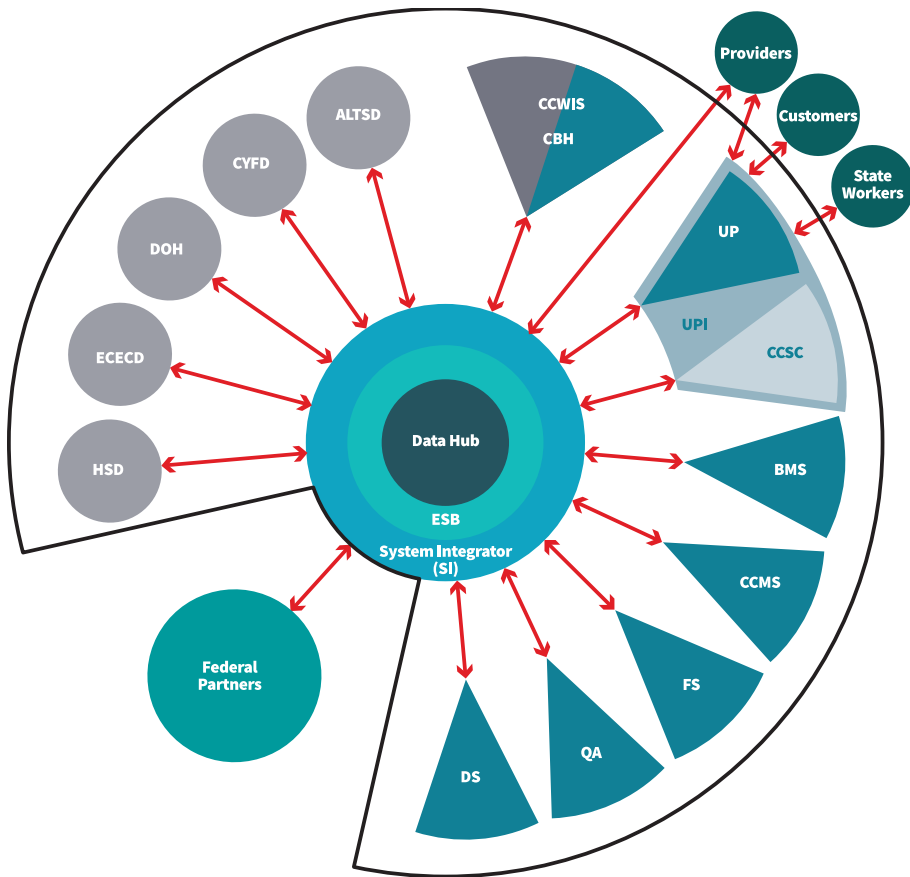 Providers
Customers
State
Workers
ALTSD
CCWIS
CBH
CYFD
DOH
UP
UPI
CCSC
ECECD
HSD
Data Hub
ESB
System Integrator
(SI)
BMS
CCMS
FS
QA
DS
Federal
Partners